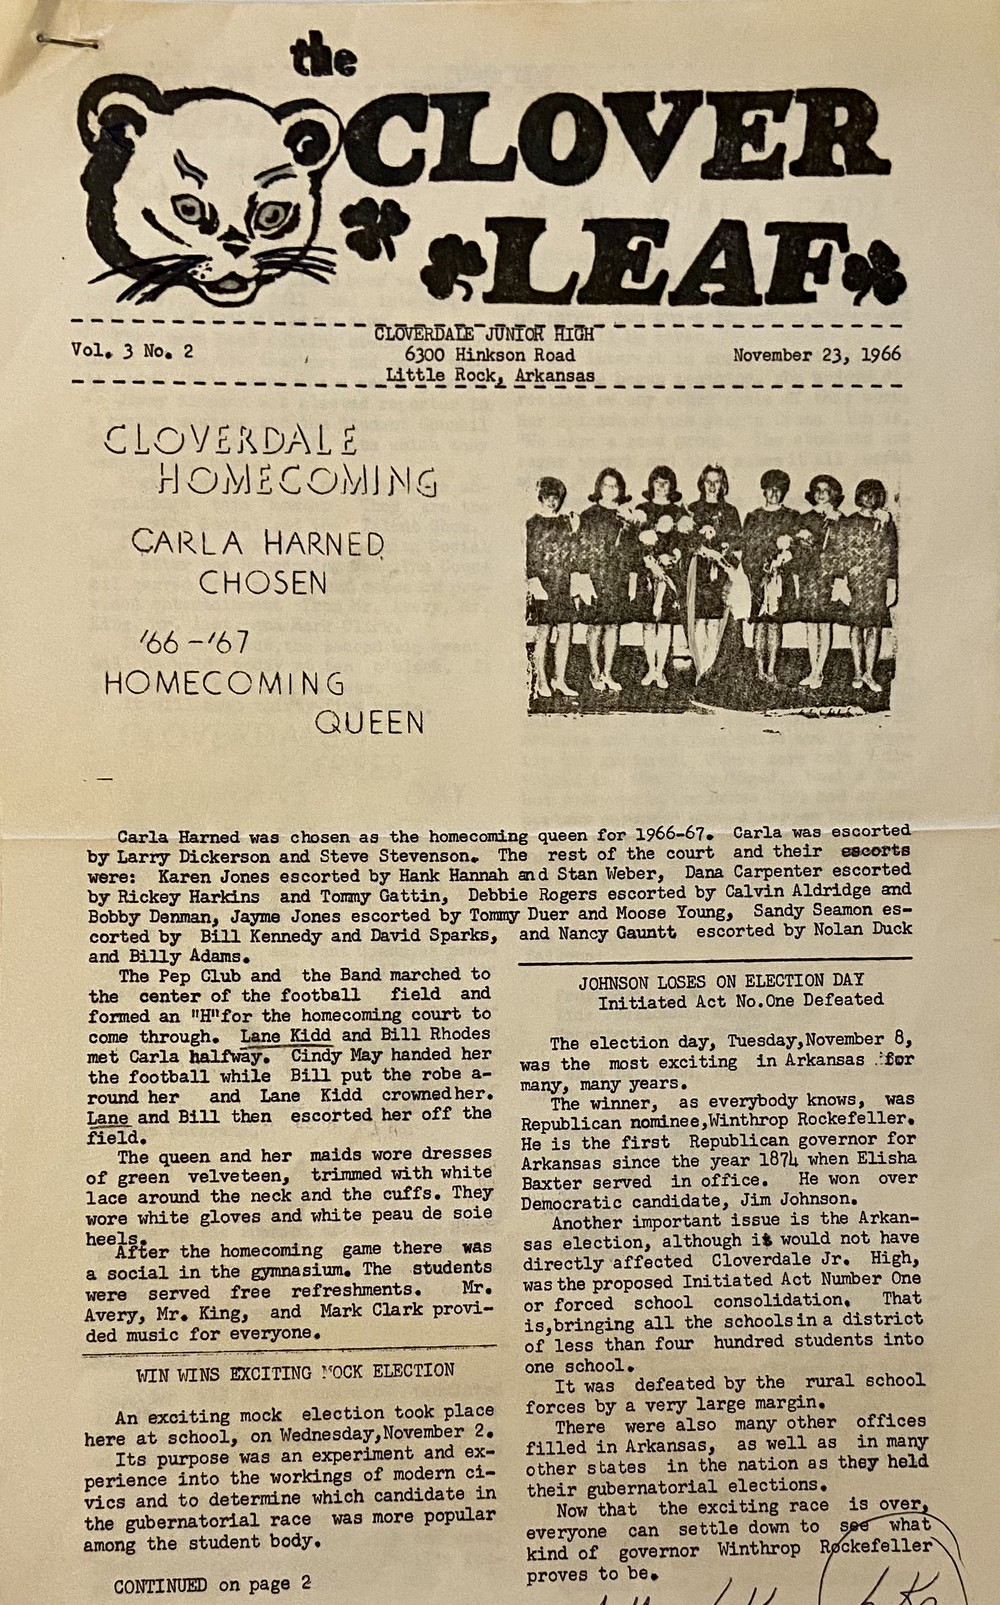 the
CLOVER
LEAF
CLOVERDALE JUNIOR HIGH
Vol. 3 No. 2
6300 Hinkson Road
November 23, 1966
Little Rock, Arkansas
CLOVERDALE
HOMECOMING
CARLA HARNED
CHOSEN
'66-'67
HOMECOMING
QUEEN
Carla Harned was chosen as the homecoming queen for 1966-67. Carla was escorted
by Larry Dickerson and Steve Stevenson. The rest of the court and their escorts
were: Karen Jones escorted by Hank Hannah and Stan Weber, Dana Carpenter escorted
by Rickey Harkins and Tommy Gattin, Debbie Rogers escorted by Calvin Aldridge and
Bobby Denman, Jayme Jones escorted by Tommy Duer and Moose Young, Sandy Seamon es-
corted by Bill Kennedy and David Sparks, and Nancy Gauntt escorted by Nolan Duck
and Billy Adams.
The Pep Club and the Band marched to
the center of the football field and
formed an "H"for the homecoming court to
come through. Lane Kidd and Bill Rhodes
met Carla halfway. Cindy May handed her
the football while Bill put the robe a-
round her and Lane Kidd crowned her.
Lane and Bill then escorted her off the
field.
The queen and her maids wore dresses
of green velveteen, trimmed with white
lace around the neck and the cuffs. They
wore white gloves and white peau de soie
heels.
After the homecoming game there was
a social in the gymnasium. The students
were served free refreshments. Mr.
Avery, Mr. King, and Mark Clark provi-
ded music for everyone.
WIN WINS EXCITING MOCK ELECTION
An exciting mock election took place
here at school, on Wednesday,November 2.
Its purpose was an experiment and ex-
perience into the workings of modern ci-
vics and to determine which candidate in
the gubernatorial race was more popular
among the student body.
CONTINUED on page 2
JOHNSON LOSES ON ELECTION DAY
Initiated Act No.One Defeated
The election day, Tuesday,November 8,
was the most exciting in Arkansas for
many, many years.
The winner, as everybody knows, was
Republican nominee,Winthrop Rockefeller.
He is the first Republican governor for
Arkansas since the year 1874 when Elisha
Baxter served in office. He won over
Democratic candidate, Jim Johnson.
Another important issue is the Arkan-
sas election, although it would not have
directly affected Cloverdale Jr. High,
was the proposed Initiated Act Number One
or forced school consolidation. That
is,bringing all the schools in a district
of less than four hundred students into
one school.
It was defeated by the rural school
forces by a very large margin.
There were also many other offices
filled in Arkansas, as well as in many
other states in the nation as they held
their gubernatorial elections.
Now that the exciting race is over,
everyone can settle down to see what
kind of governor Winthrop Rockefeller
proves to be.